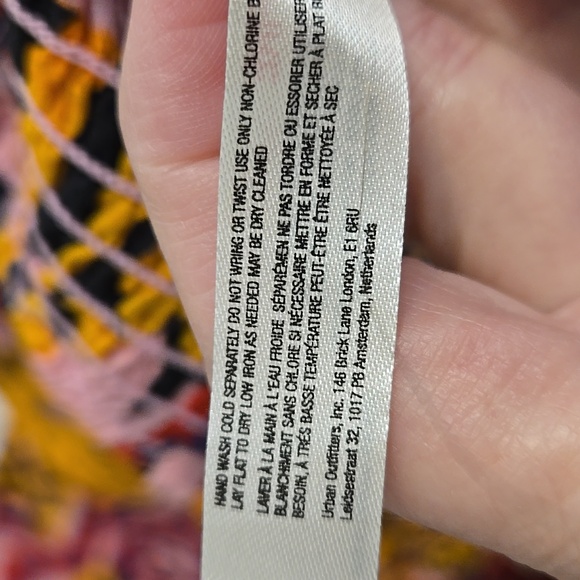 HAND WASH COLD SEPARATELY DO NOT WRING OR TWIST USE ONLY NON-CHLORINE B
LAY FLAT TO DRY LOW IRON AS NEEDED MAY BE DRY CLEANED
LAVER À LA MAIN À L'EAU FROIDE SÉPARÉMEN NE PAS TORDRE OU ESSORER UTILISER
BLANCHIMENT SANS CHLORE SI NÉCESSAIRE METTRE EN FORME ET SECHER À PLAT
BESOIN, À TRÈS BASSE TEMPÉRATURE PEUT-ÊTRE ÊTRE NETTOYÉE À SEC
Urban Outfitters, Inc. 146 Brick Lane London, E1 6RU
Leidsestraat 32, 1017 PB Amsterdam, Netherlands